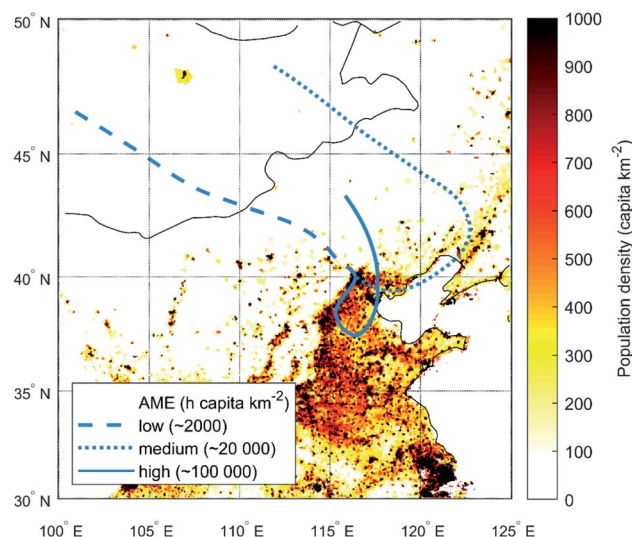 50° N
45° N
40° N
35° N
30° N
AME (h capita km-2)
low (~2000)
medium (~20 000)
high (~100 000)
100° E 105° E 110° E 115° E 120° E 125° E
1000
900
800
700
600
500
400
300
200
100
0
Population density (capita km-2)